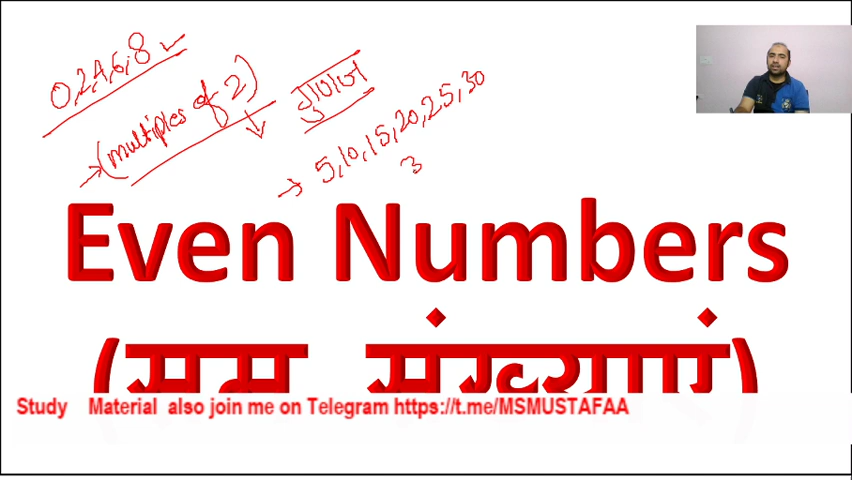 0,2,4,6,8
(multiples of 2)
गुणज
5,10,15,20,25,30
3
Even Numbers
(सम संख्याएं)
Study Material also join me on Telegram https://t.me/MSMUSTAFAA